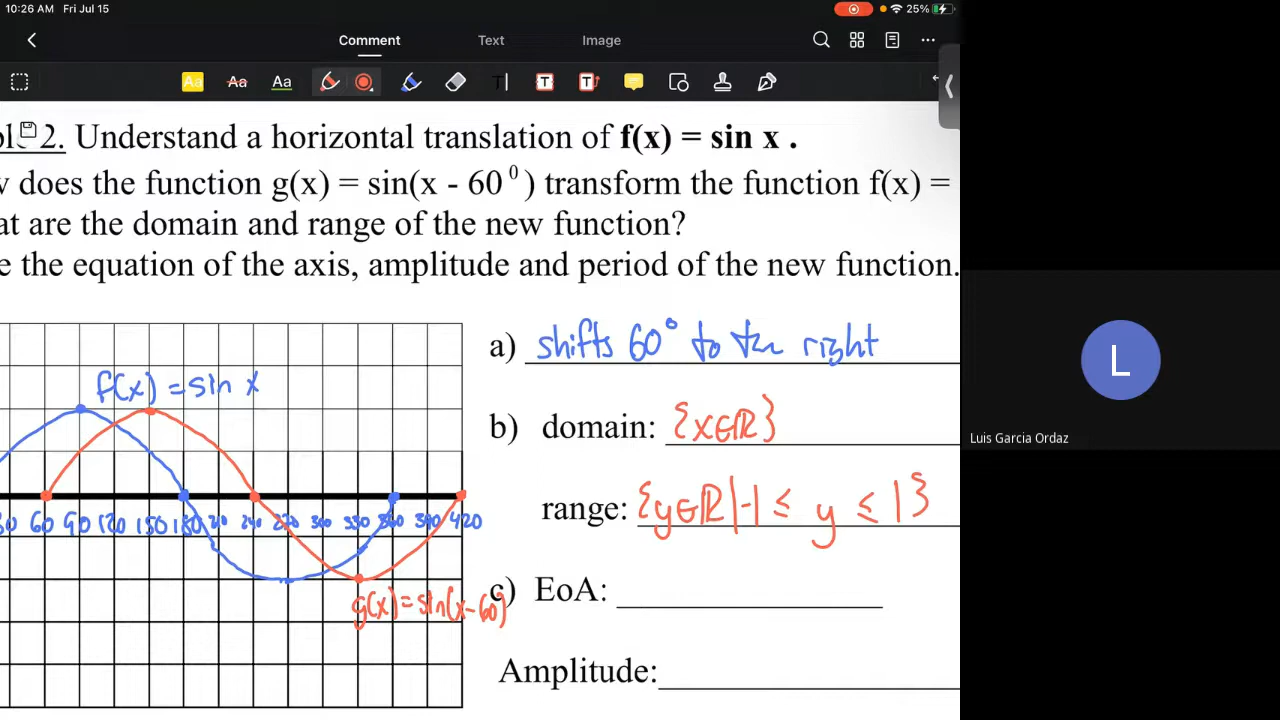 10:26 AM Fri Jul 15
25%
Comment Text Image
Aa Aa Aa T T T
2. Understand a horizontal translation of f(x) = sin x .
does the function g(x) = sin(x - 60⁰) transform the function f(x) =
at are the domain and range of the new function?
e the equation of the axis, amplitude and period of the new function.
a) shifts 60° to the right
f(x) = sin x
b) domain: {x∈ℝ}
range: {y∈ℝ|-1 ≤ y ≤ 1}
60 90 120 150 180 210 240 270 300 330 360 390 420
c) EoA:
g(x) = sin(x-60)
Amplitude:
L
Luis Garcia Ordaz